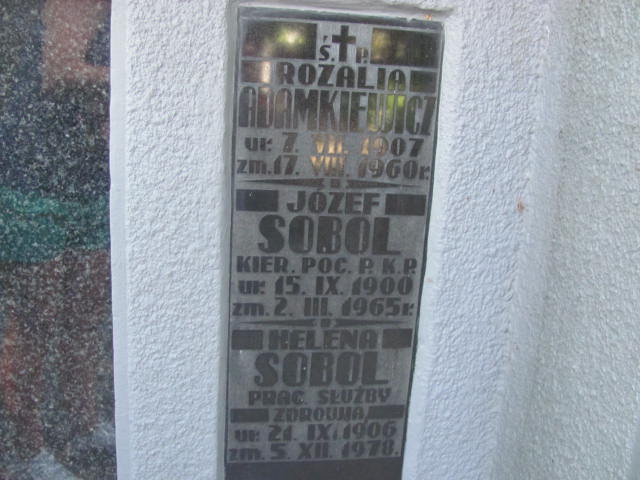 Ś. P.
ROZALIA
ADAMKIEWICZ
ur. 7. VII. 1907
zm. 17. VIII. 1960 r.
JÓZEF
SOBOL
KIER. POC. P. K. P.
ur. 15. IX. 1900
zm. 2. III. 1965 r.
HELENA
SOBOL
PRAC. SŁUŻBY
ZDROWIA
ur. 21. IX. 1906
zm. 5. XII. 1978.